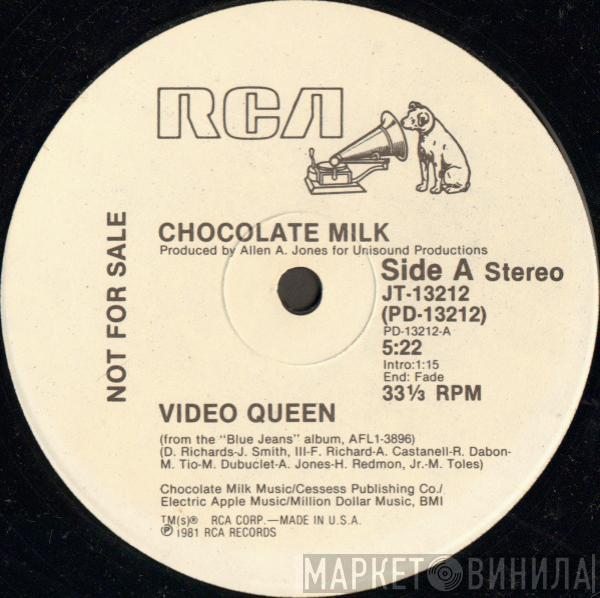 RCA
NOT FOR SALE
CHOCOLATE MILK
Produced by Allen A. Jones for Unisound Productions
Side A Stereo
JT-13212
(PD-13212)
PD-13212-A
5:22
Intro:1:15
End: Fade
33⅓ RPM
VIDEO QUEEN
(from the "Blue Jeans" album, AFL1-3896)
(D. Richards-J. Smith, III-F. Richard-A. Castanell-R. Dabon-
M. Tio-M. Dubuclet-A. Jones-H. Redmon, Jr.-M. Toles)
Chocolate Milk Music/Cessess Publishing Co./
Electric Apple Music/Million Dollar Music, BMI
TM(s)® RCA CORP.—MADE IN U.S.A.
℗ 1981 RCA RECORDS
МАРКЕТ ВИНИЛА